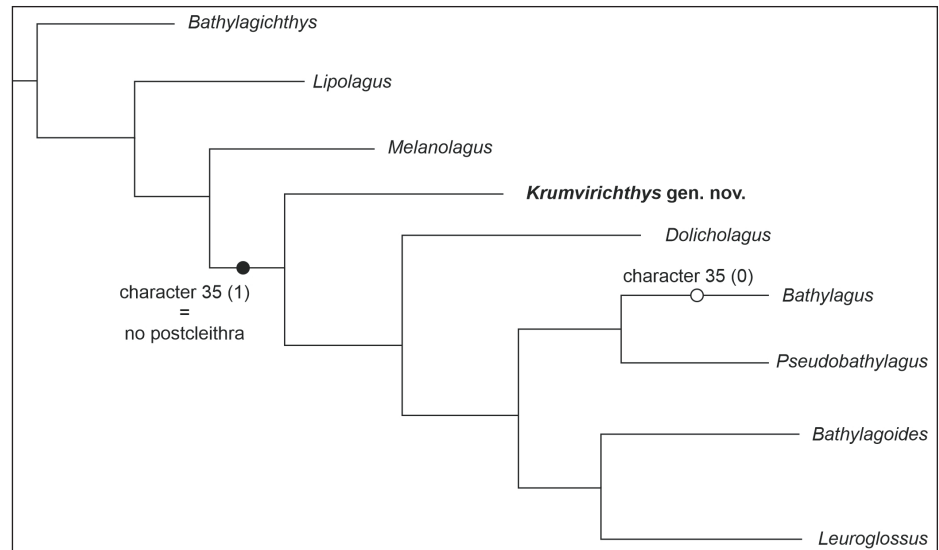 Bathylagichthys
Lipolagus
Melanolagus
Krumvirichthys gen. nov.
Dolicholagus
character 35 (0)
Bathylagus
character 35 (1)
=
no postcleithra
Pseudobathylagus
Bathylagoides
Leuroglossus